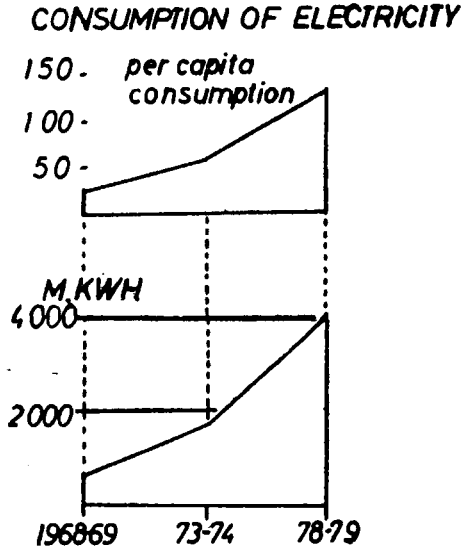 CONSUMPTION OF ELECTRICITY
150
per capita
consumption
100
50
M.KWH
4000
2000
196869 73-74 78-79